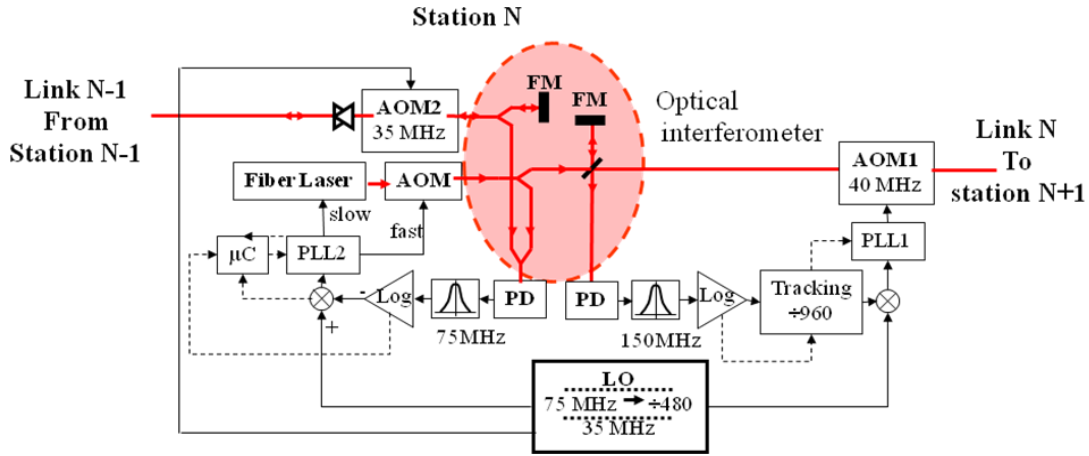 Station N
Link N-1
From
Station N-1
AOM2
35 MHz
FM
FM
Optical
interferometer
Link N
To
station N+1
AOM1
40 MHz
Fiber Laser
AOM
slow
fast
μC
PLL2
PLL1
-
Log
75MHz
PD
PD
150MHz
Log
Tracking
÷960
+
LO
75 MHz → ÷480
35 MHz